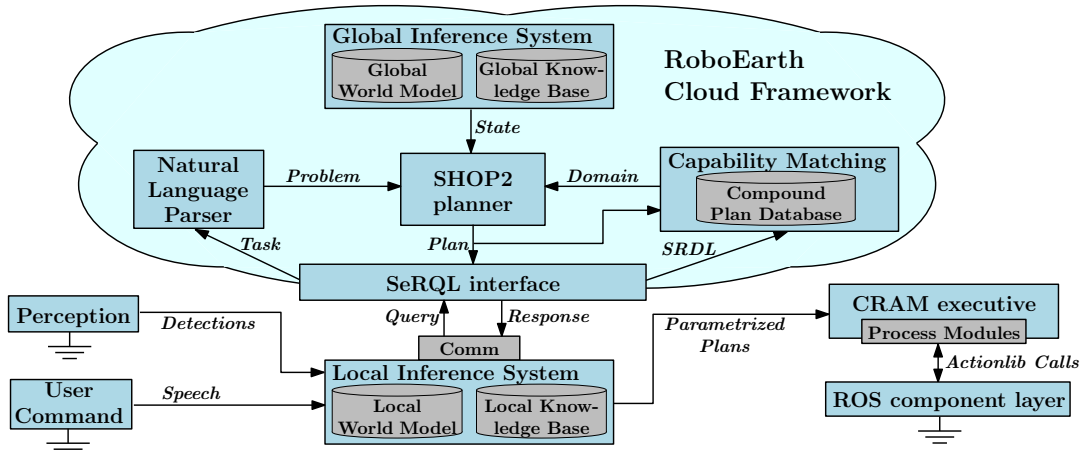 Global Inference System
Global
World Model
Global Know-
ledge Base
RoboEarth
Cloud Framework
State
Natural
Language
Parser
Problem
SHOP2
planner
Domain
Capability Matching
Compound
Plan Database
Task
Plan
SRDL
SeRQL interface
Perception
Detections
Query
Response
Parametrized
Plans
CRAM executive
Process Modules
Comm
Actionlib Calls
User
Command
Speech
Local Inference System
Local
World Model
Local Know-
ledge Base
ROS component layer